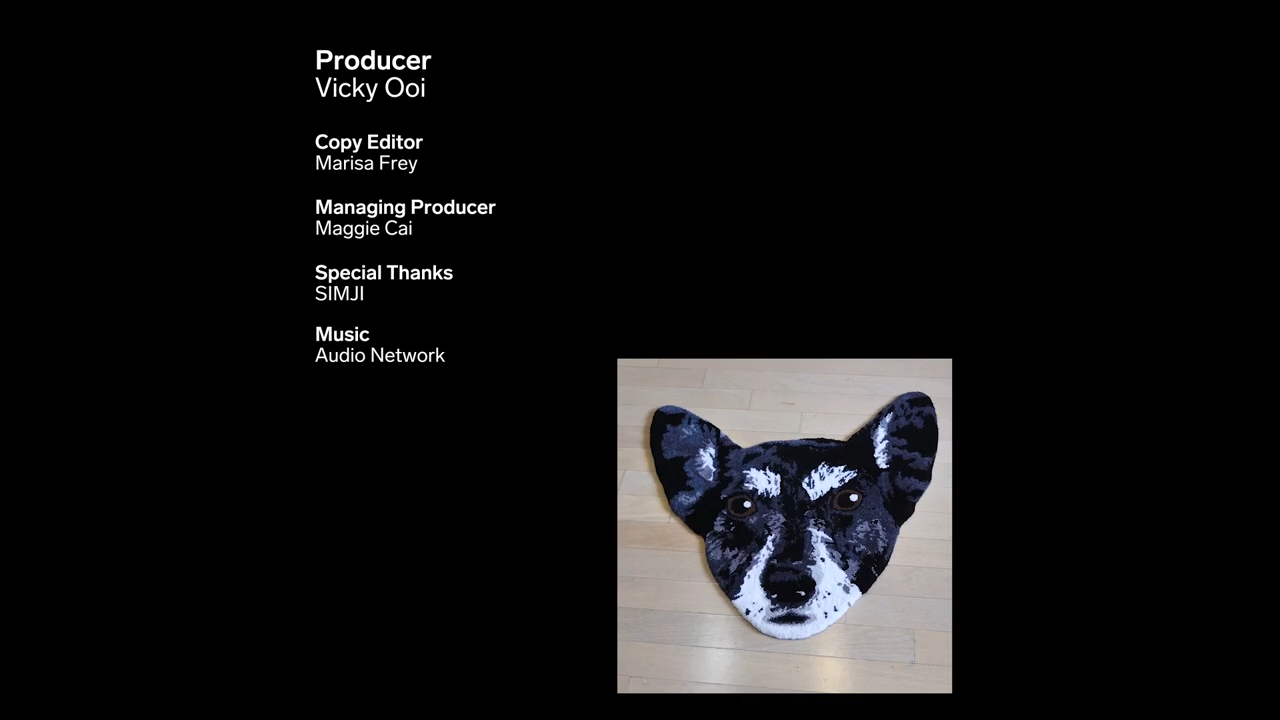 Producer
Vicky Ooi
Copy Editor
Marisa Frey
Managing Producer
Maggie Cai
Special Thanks
SIMJI
Music
Audio Network